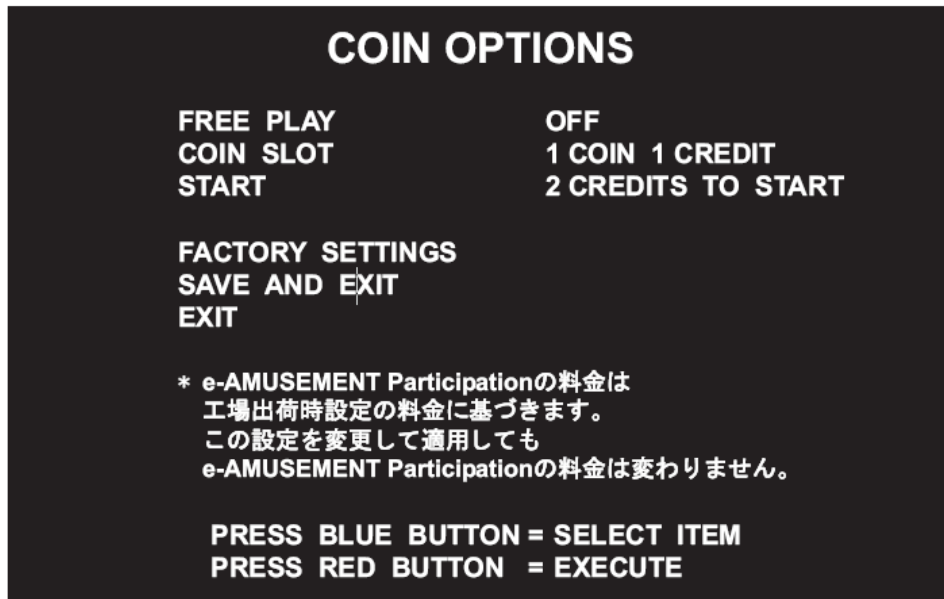 COIN OPTIONS
FREE PLAY OFF
COIN SLOT 1 COIN 1 CREDIT
START 2 CREDITS TO START
FACTORY SETTINGS
SAVE AND EXIT
EXIT
* e-AMUSEMENT Participationの料金は
工場出荷時設定の料金に基づきます。
この設定を変更して適用しても
e-AMUSEMENT Participationの料金は変わりません。
PRESS BLUE BUTTON = SELECT ITEM
PRESS RED BUTTON = EXECUTE